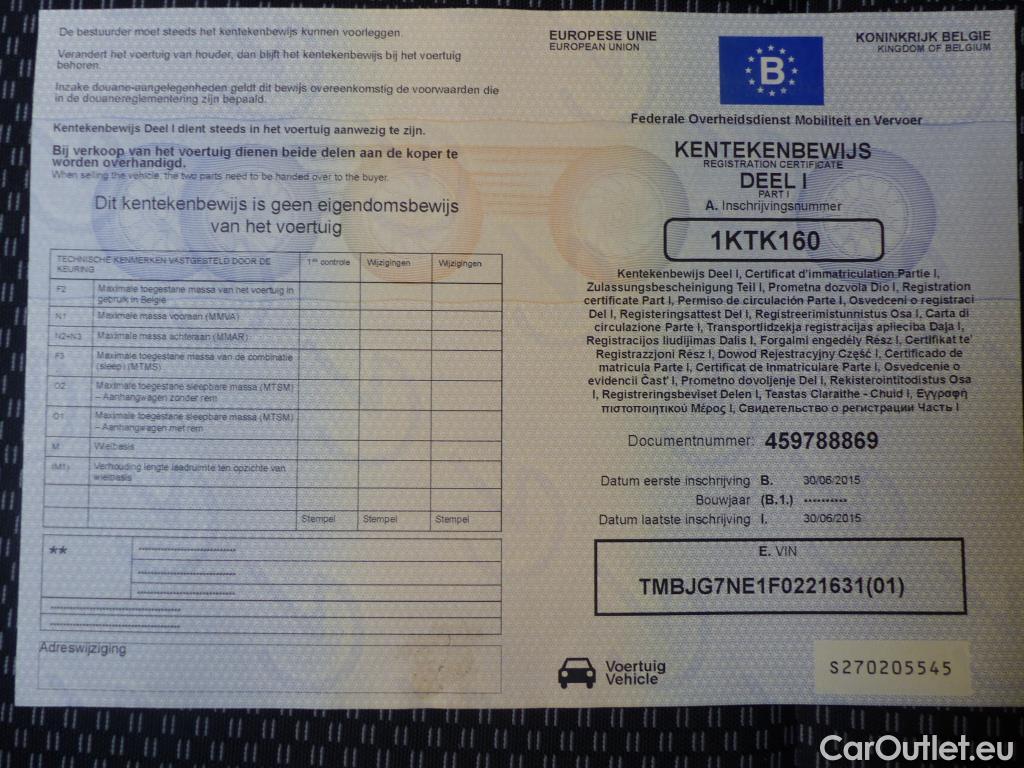 De bestuurder moet steeds het kentekenbewijs kunnen voorleggen.
Verandert het voertuig van houder, dan blijft het kentekenbewijs bij het voertuig
behoren.
Inzake douane-aangelegenheden geldt dit bewijs overeenkomstig de voorwaarden die
in de douanereglementering zijn bepaald.
Kentekenbewijs Deel I dient steeds in het voertuig aanwezig te zijn.
Bij verkoop van het voertuig dienen beide delen aan de koper te
worden overhandigd.
When selling the vehicle, the two parts need to be handed over to the buyer.
Dit kentekenbewijs is geen eigendomsbewijs
van het voertuig
TECHNISCHE KENMERKEN VASTGESTELD DOOR DE
KEURING
1ste controle
Wijzigingen
Wijzigingen
F2 Maximale toegestane massa van het voertuig in
gebruik in België
N1 Maximale massa vooraan (MMVA)
N2+N3 Maximale massa achteraan (MMAR)
F3 Maximale toegestane massa van de combinatie
(sleep) (MTMS)
O2 Maximale toegestane sleepbare massa (MTSM)
– Aanhangwagen zonder rem
O1 Maximale toegestane sleepbare massa (MTSM)
– Aanhangwagen met rem
M Wielbasis
(M1) Verhouding lengte laadruimte ten opzichte van
wielbasis
Stempel
Stempel
Stempel
**
Adreswijziging
EUROPESE UNIE
EUROPEAN UNION
B
KONINKRIJK BELGIE
KINGDOM OF BELGIUM
Federale Overheidsdienst Mobiliteit en Vervoer
KENTEKENBEWIJS
REGISTRATION CERTIFICATE
DEEL I
PART I
A. Inschrijvingsnummer
1KTK160
Kentekenbewijs Deel I, Certificat d'immatriculation Partie I,
Zulassungsbescheinigung Teil I, Prometna dozvola Dio I, Registration
certificate Part I, Permiso de circulación Parte I, Osvedceni o registraci
Del I, Registeringsattest Del I, Registreerimistunnistus Osa I, Carta di
circulazione Parte I, Transportlidzekja registracijas aplieciba Daja I,
Registracijos liudijimas Dalis I, Forgalmi engedély Rész I, Certifikat te'
Registrazzjoni Rész I, Dowod Rejestracyjny Część I, Certificado de
matricula Parte I, Certificat de Inmatriculare Parte I, Osvedcenie o
evidencii Čast' I, Prometno dovoljenje Del I, Rekisterointitodistus Osa
I, Registreringsbeviset Delen I, Teastas Claraithe - Chuid I, Εγγραφή
πιστοποιητικού Μέρος I, Свидетельство о регистрации Часть I
Documentnummer: 459788869
Datum eerste inschrijving B. 30/06/2015
Bouwjaar (B.1.) **********
Datum laatste inschrijving I. 30/06/2015
E. VIN
TMBJG7NE1F0221631(01)
Voertuig
Vehicle
S270205545
CarOutlet.eu